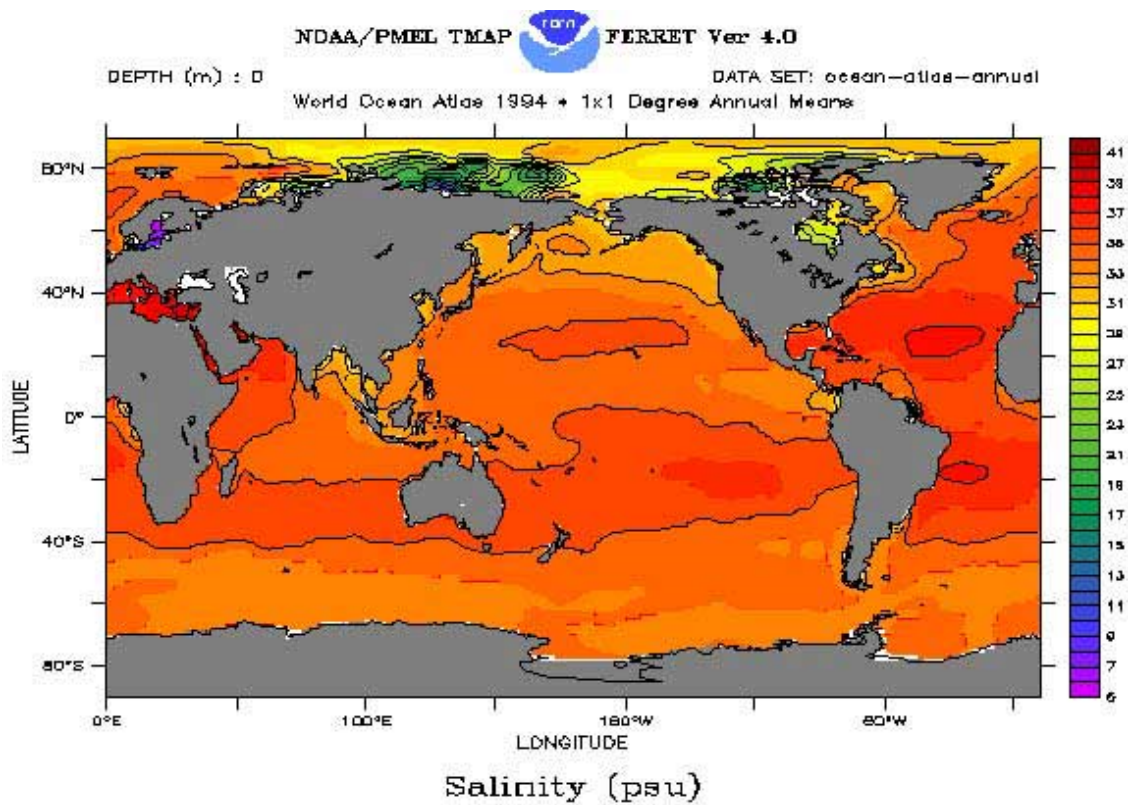 noaa
NOAA/PMEL TMAP FERRET Ver 4.0
DEPTH (m) : 0 DATA SET: ocean-atlas-annual
World Ocean Atlas 1994 * 1x1 Degree Annual Means
80°N
40°N
0°
40°S
80°S
LATITUDE
0°E 100°E 160°W 60°W
LONGITUDE
41
39
37
35
33
31
29
27
25
23
21
19
17
15
13
11
9
7
5
Salinity (psu)